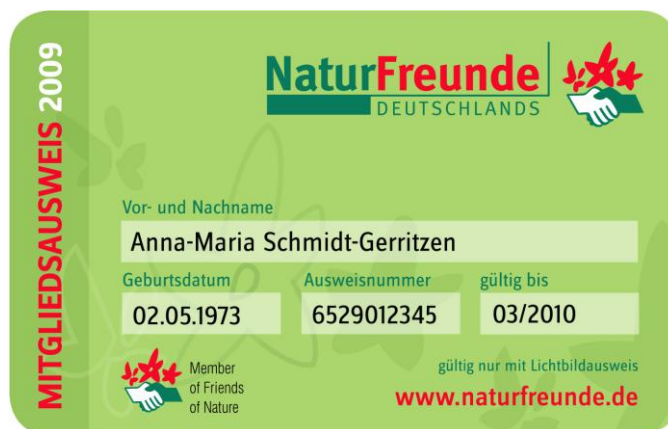 MITGLIEDSAUSWEIS 2009
NaturFreunde
DEUTSCHLANDS
Vor- und Nachname
Anna-Maria Schmidt-Gerritzen
Geburtsdatum Ausweisnummer gültig bis
02.05.1973 6529012345 03/2010
Member
of Friends
of Nature
gültig nur mit Lichtbildausweis
www.naturfreunde.de